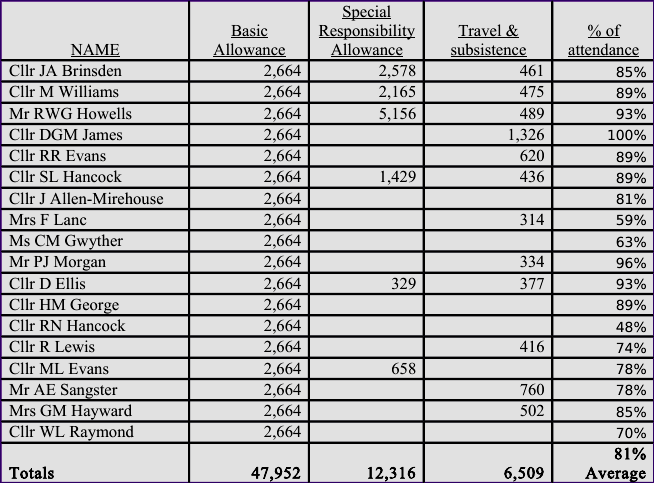 NAME Basic Allowance Special Responsibility Allowance Travel & subsistence % of attendance
Cllr JA Brinsden 2,664 2,578 461 85%
Cllr M Williams 2,664 2,165 475 89%
Mr RWG Howells 2,664 5,156 489 93%
Cllr DGM James 2,664 1,326 100%
Cllr RR Evans 2,664 620 89%
Cllr SL Hancock 2,664 1,429 436 89%
Cllr J Allen-Mirehouse 2,664 81%
Mrs F Lanc 2,664 314 59%
Ms CM Gwyther 2,664 63%
Mr PJ Morgan 2,664 334 96%
Cllr D Ellis 2,664 329 377 93%
Cllr HM George 2,664 89%
Cllr RN Hancock 2,664 48%
Cllr R Lewis 2,664 416 74%
Cllr ML Evans 2,664 658 78%
Mr AE Sangster 2,664 760 78%
Mrs GM Hayward 2,664 502 85%
Cllr WL Raymond 2,664 70%
Totals 47,952 12,316 6,509 81% Average